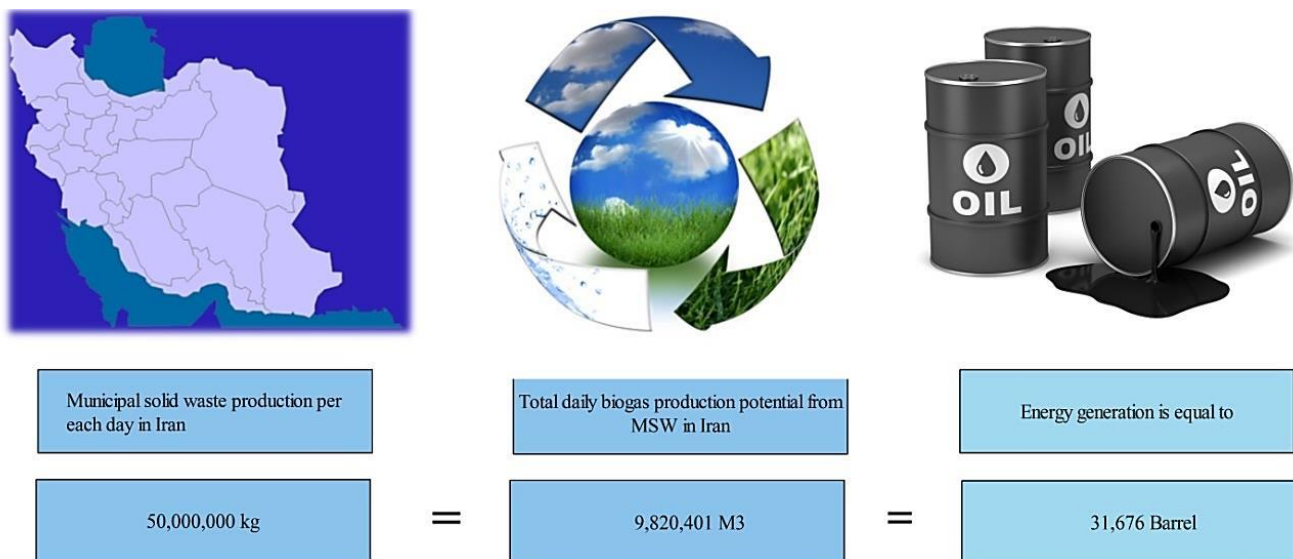 OIL
OIL
OIL
Municipal solid waste production per
each day in Iran
Total daily biogas production potential from
MSW in Iran
Energy generation is equal to
50,000,000 kg
=
9,820,401 M3
=
31,676 Barrel